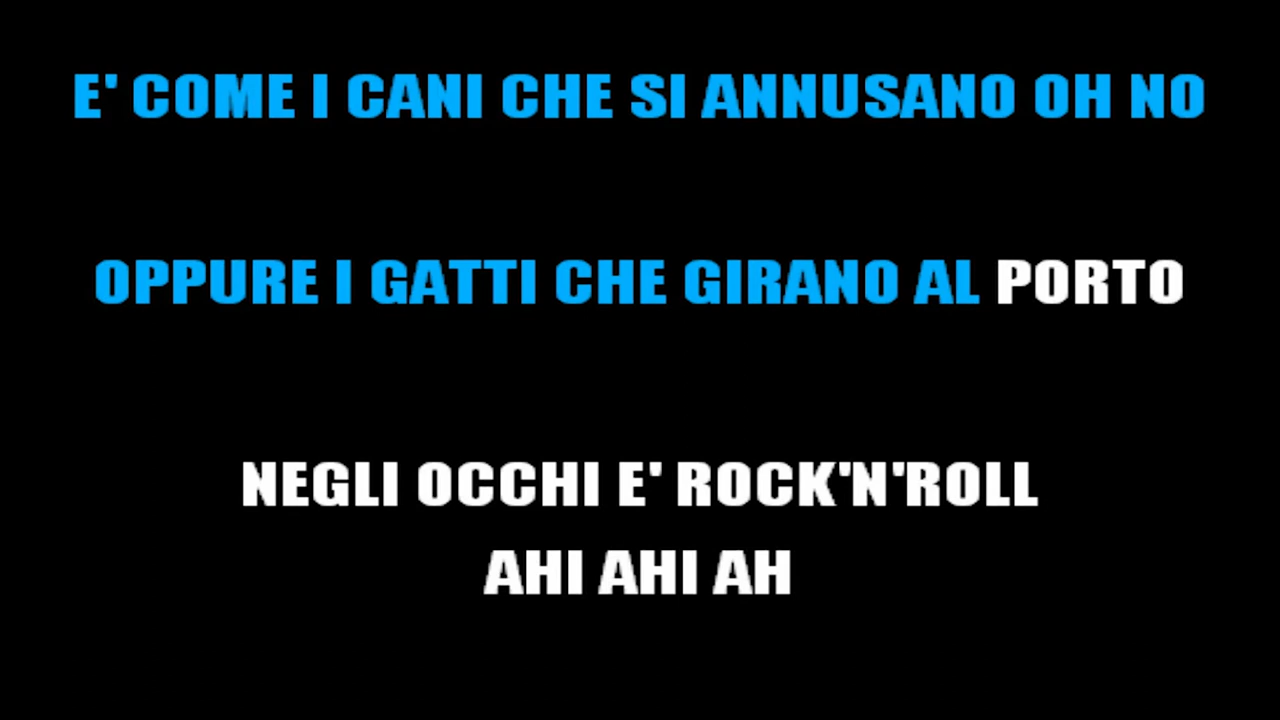 E' COME I CANI CHE SI ANNUSANO OH NO
OPPURE I GATTI CHE GIRANO AL PORTO
NEGLI OCCHI E' ROCK'N'ROLL
AHI AHI AH